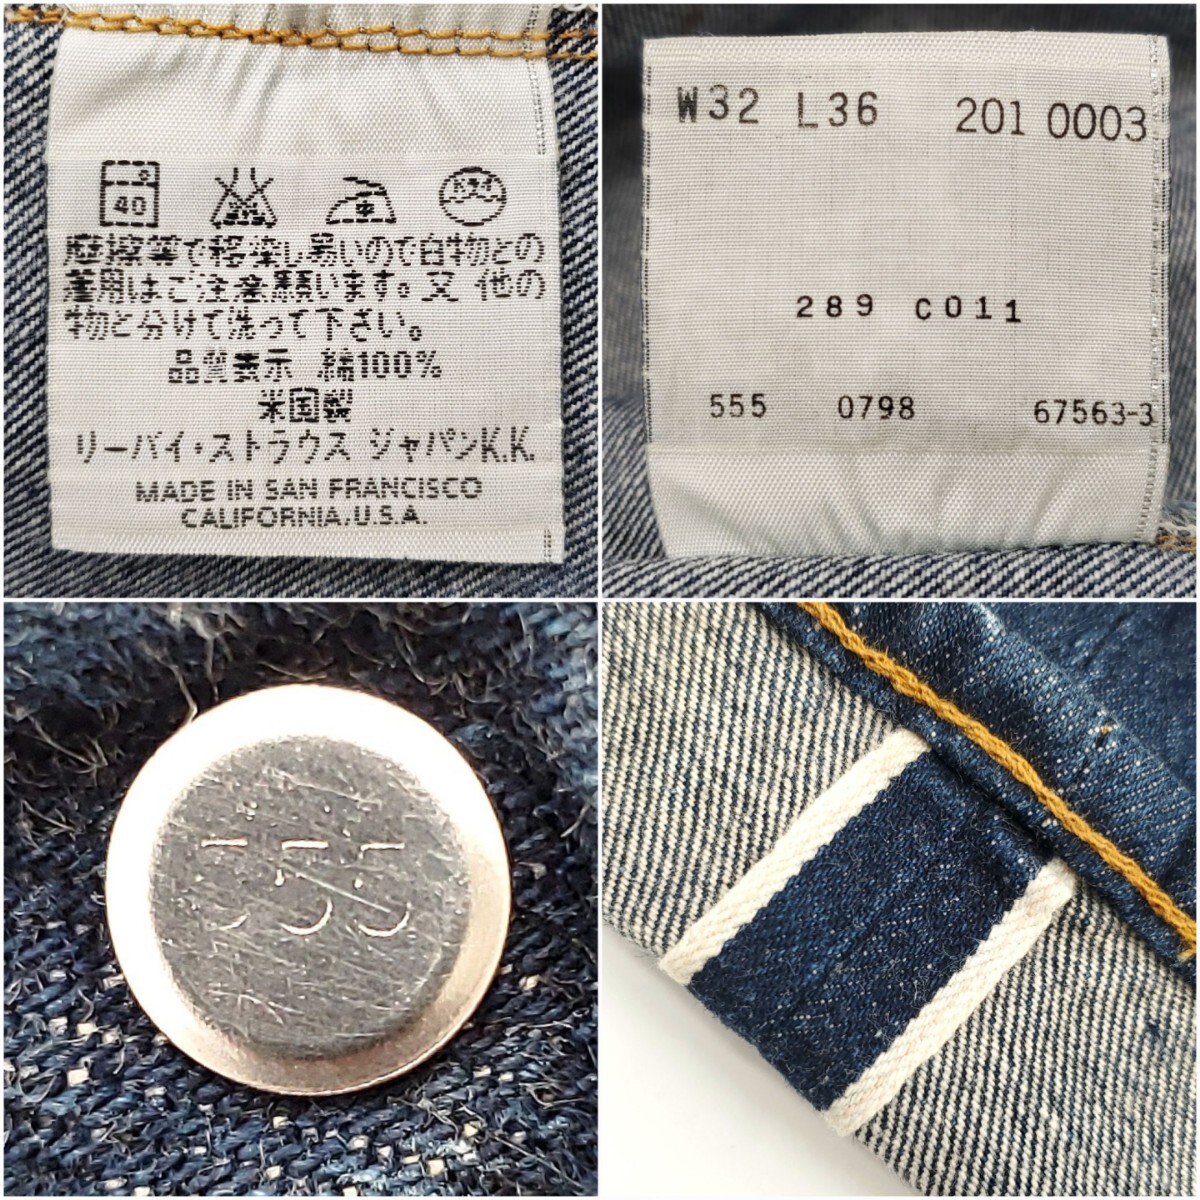 40
ドライ
摩擦等で移染し易いので白物との
着用はご注意願います。又 他の
物と分けて洗って下さい。
品質表示 綿100%
米国製
リーバイ・ストラウス ジャパンK.K.
MADE IN SAN FRANCISCO
CALIFORNIA,U.S.A.
W32 L36 201 0003
289 C011
555 0798 67563-3
555